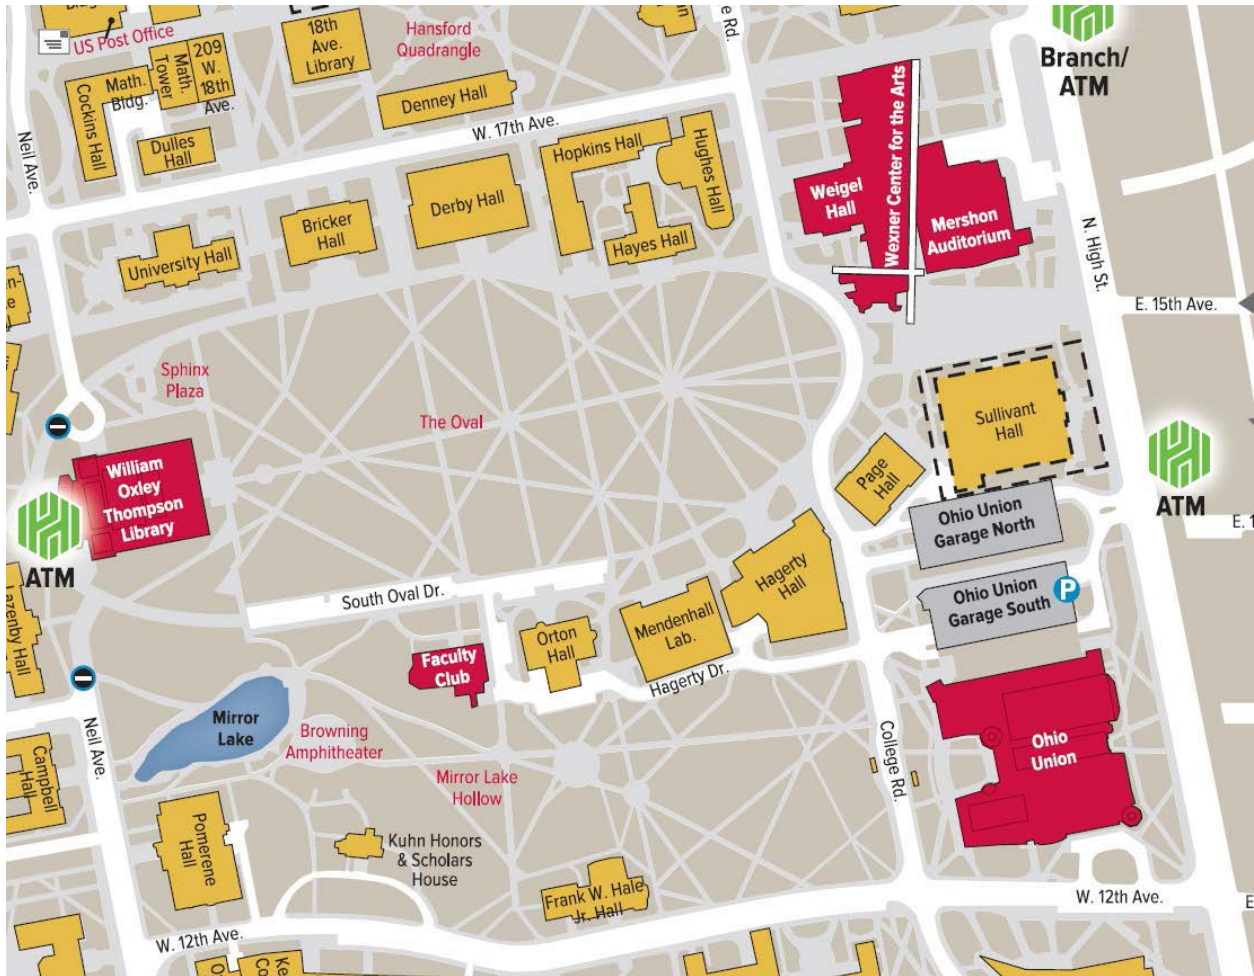 US Post Office
18th
Ave.
Library
Hansford
Quadrangle
Branch/
ATM
Cockins Hall
Math.
Bldg.
Math.
Tower
209
W.
18th
Ave.
Dulles
Hall
Denney Hall
W. 17th Ave.
Neil Ave.
Rd.
Hopkins Hall
Hughes Hall
Hayes Hall
Derby Hall
Bricker
Hall
University Hall
Weigel
Hall
Wexner Center for the Arts
Mershon
Auditorium
N. High St.
E. 15th Ave.
Sphinx
Plaza
The Oval
Sullivant
Hall
Page
Hall
ATM
William
Oxley
Thompson
Library
ATM
Ohio Union
Garage North
Ohio Union
Garage South
P
South Oval Dr.
Hagerty
Hall
Mendenhall
Lab.
Orton
Hall
Faculty
Club
Hagerty Dr.
Mirror
Lake
Browning
Amphitheater
Mirror Lake
Hollow
Neil Ave.
Campbell
Hall
Pomerene
Hall
Kuhn Honors
& Scholars
House
Frank W. Hale
Jr. Hall
College Rd.
Ohio
Union
W. 12th Ave.
W. 12th Ave.